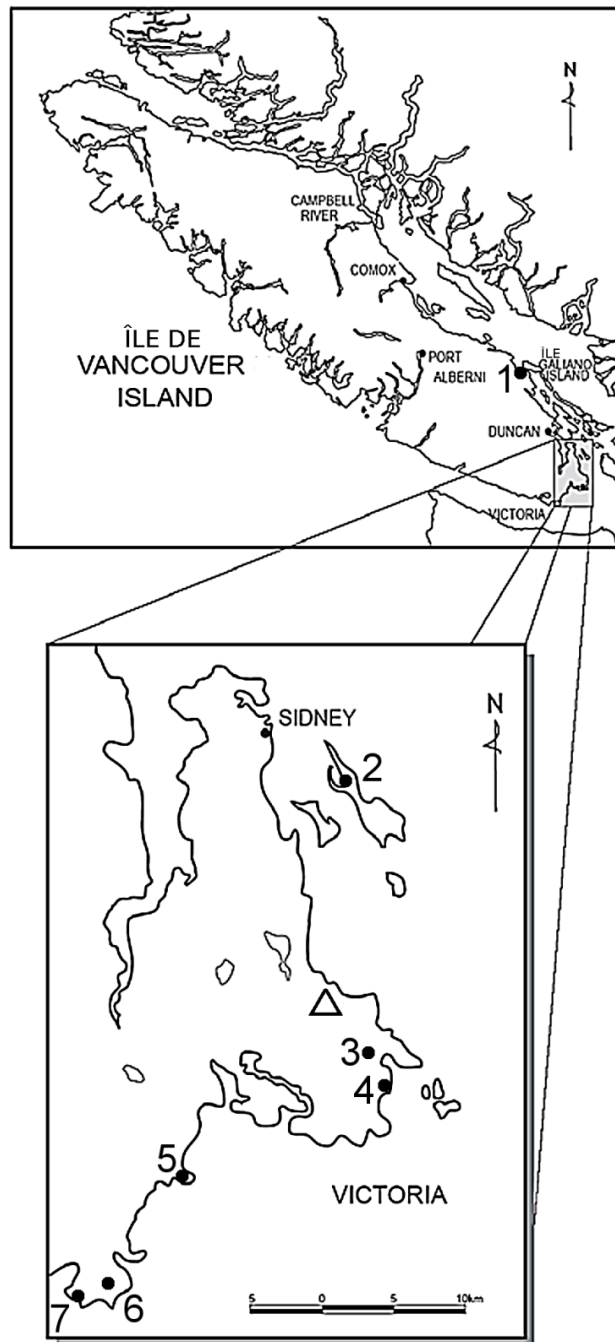 N
CAMPBELL
RIVER
COMOX
ÎLE DE
VANCOUVER
ISLAND
PORT
ALBERNI
ÎLE
GALIANO
ISLAND
1
DUNCAN
VICTORIA
N
SIDNEY
2
3
4
5
VICTORIA
6
7
5 0 5 10km